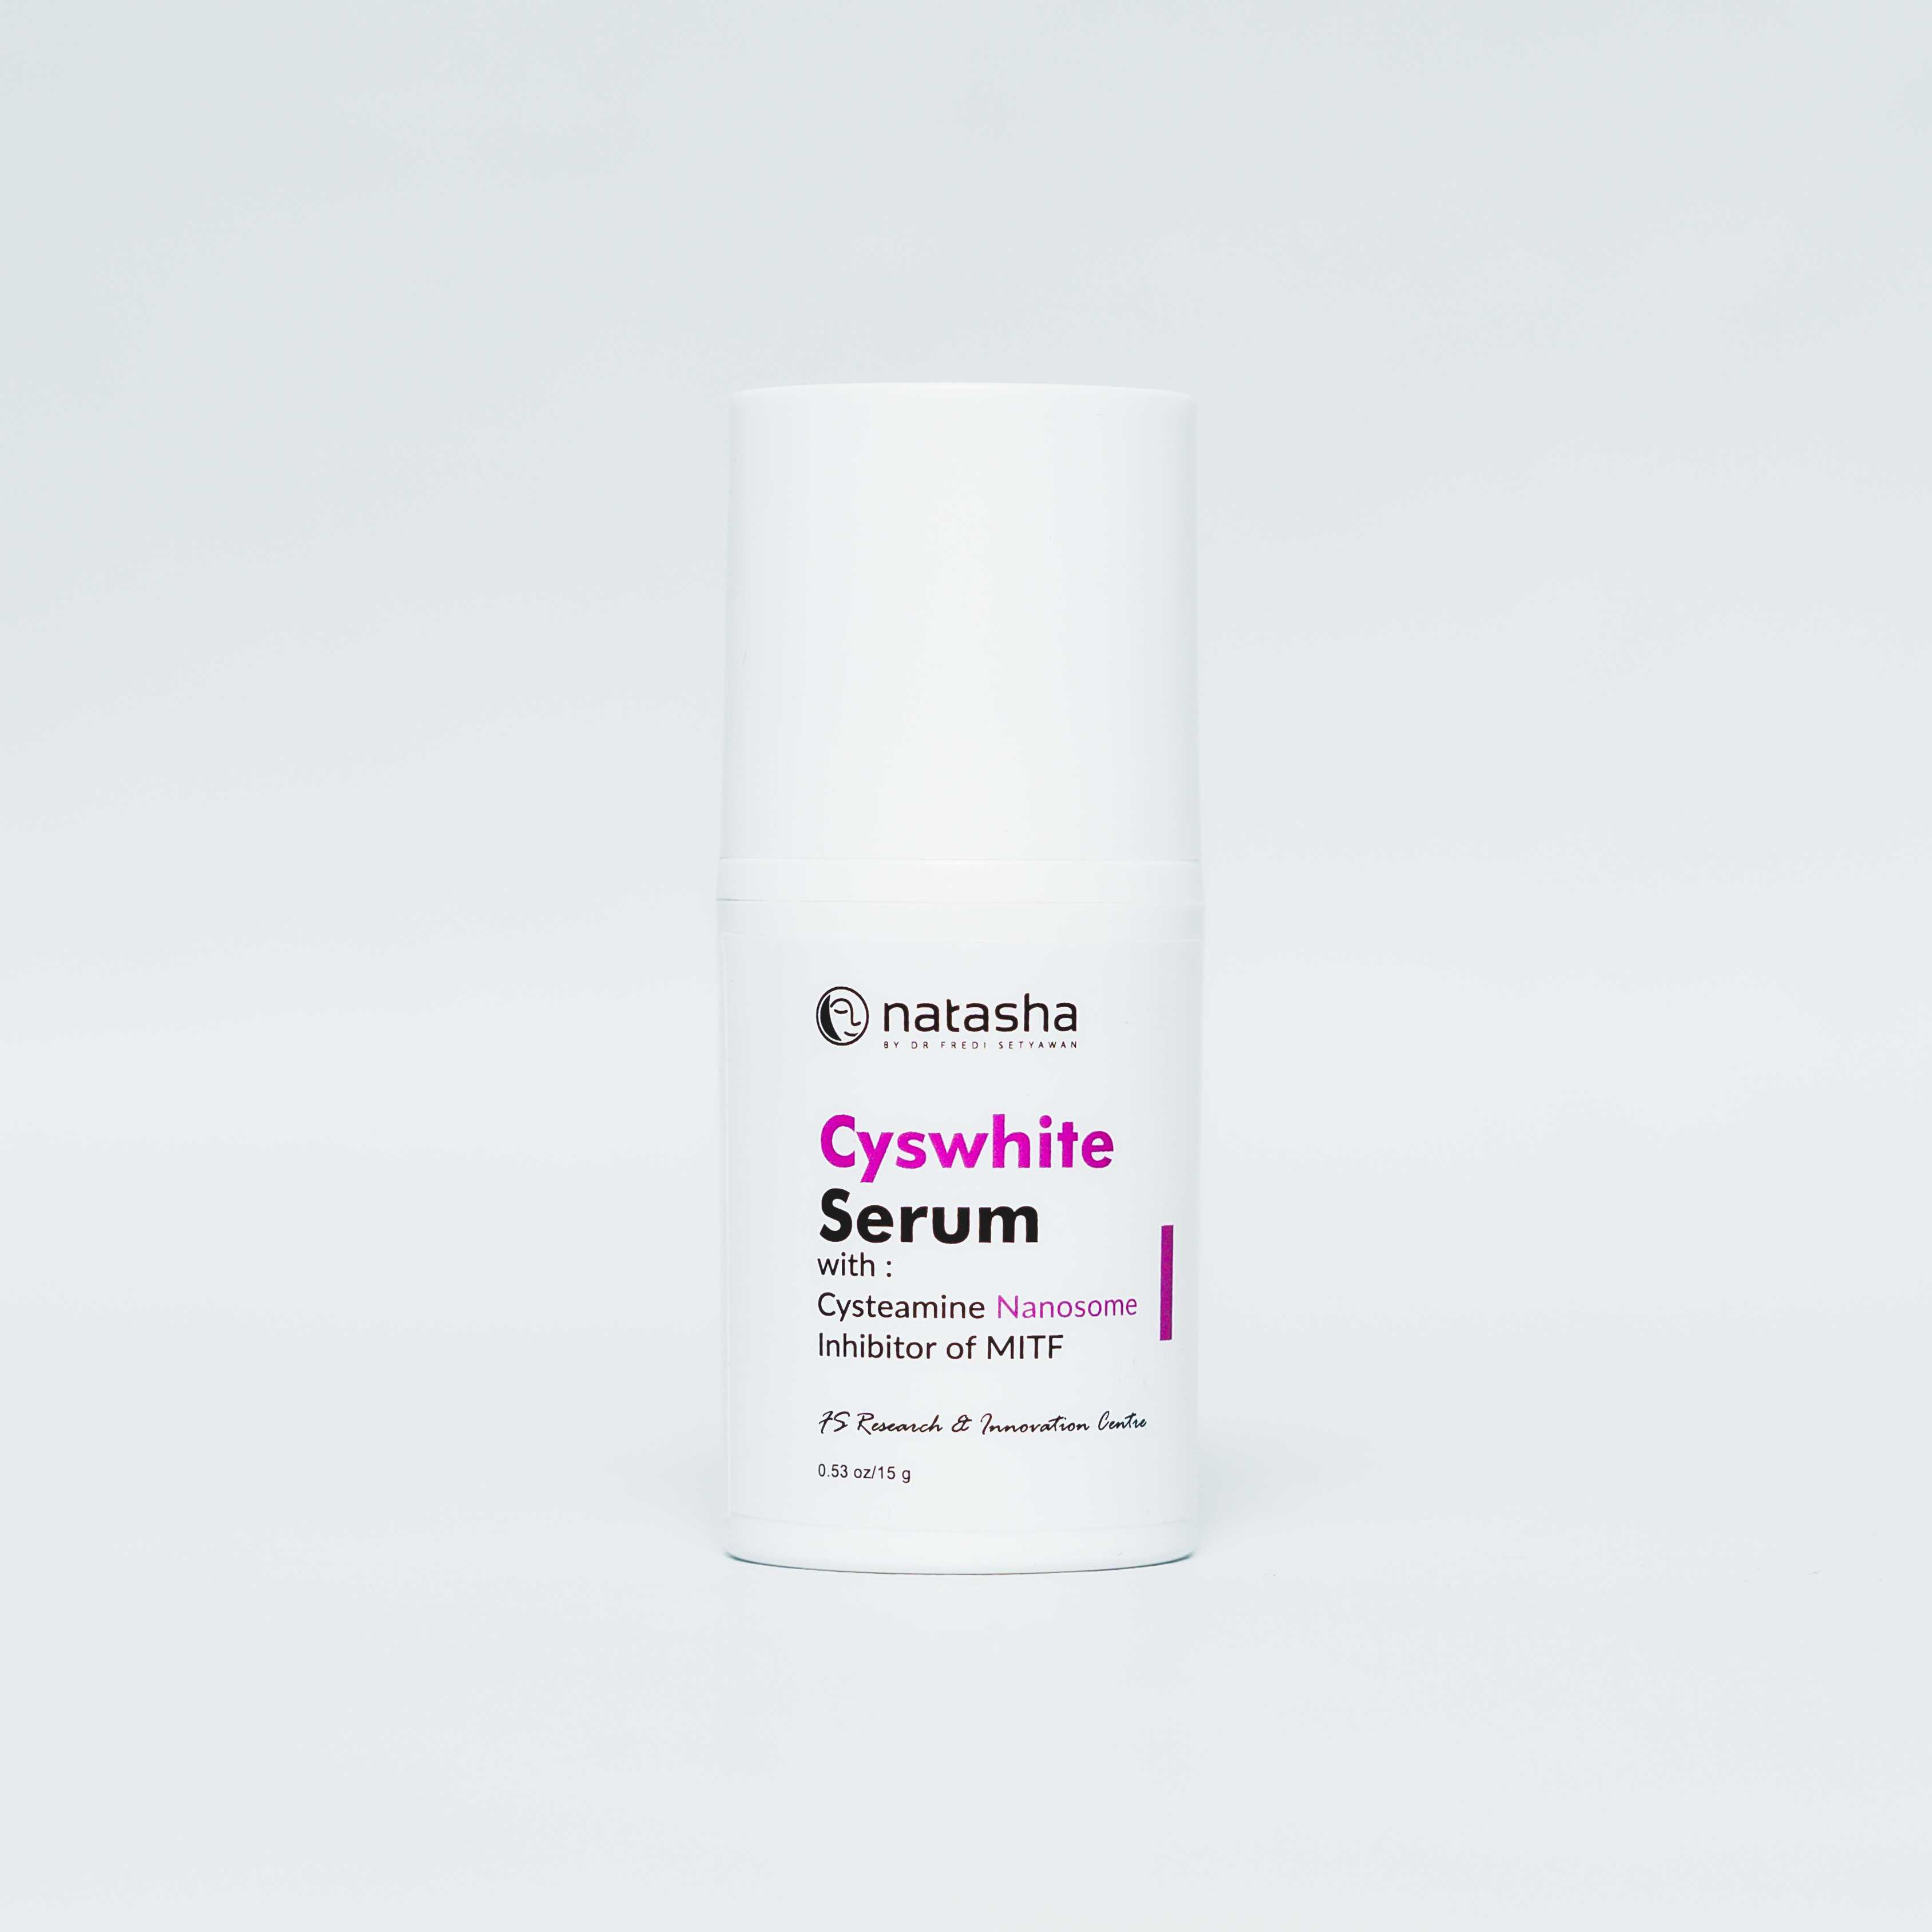 natasha
BY DR FREDI SETYAWAN
Cyswhite
Serum
with :
Cysteamine Nanosome
Inhibitor of MITF
FS Research & Innovation Centre
0.53 oz/15 g